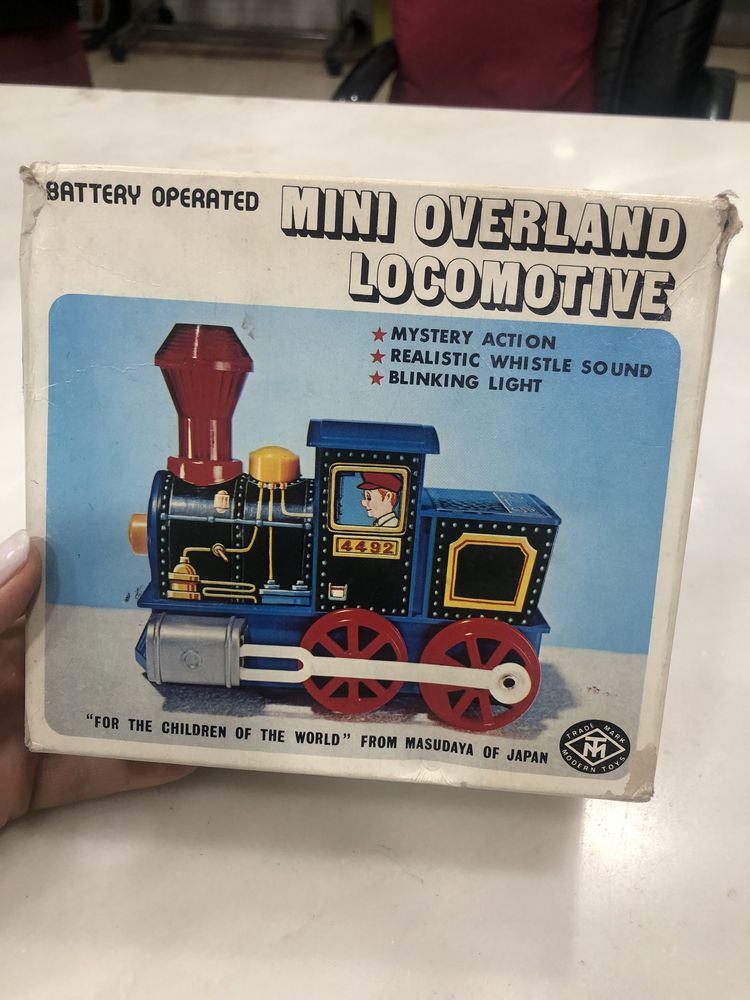 BATTERY OPERATED
MINI OVERLAND
LOCOMOTIVE
★ MYSTERY ACTION
★ REALISTIC WHISTLE SOUND
★ BLINKING LIGHT
4492
"FOR THE CHILDREN OF THE WORLD" FROM MASUDAYA OF JAPAN
TRADE MARK
TM
MODERN TOYS